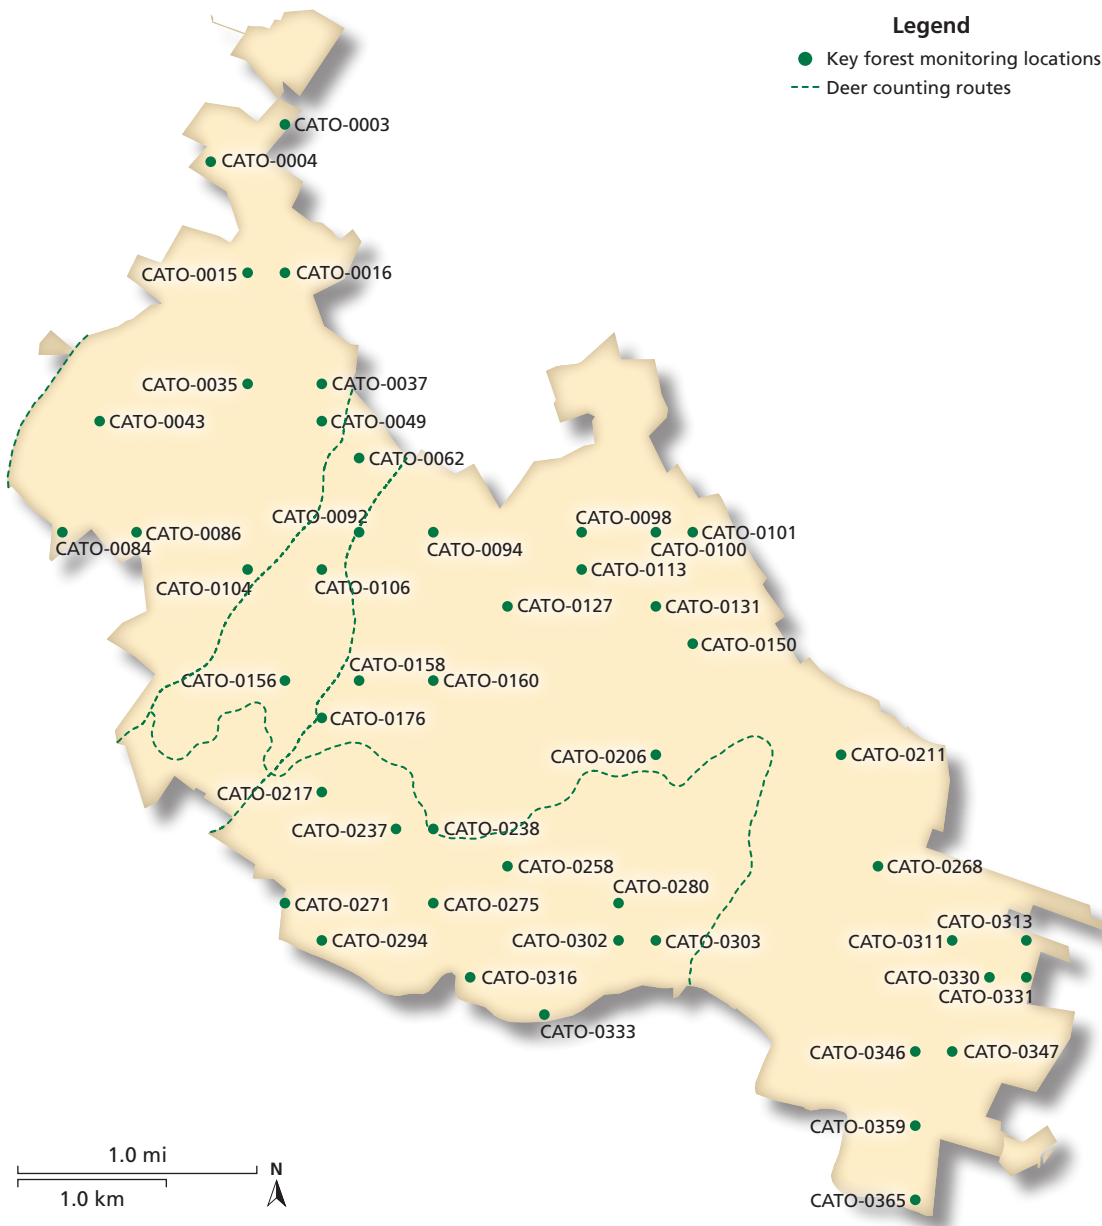 Legend
Key forest monitoring locations
Deer counting routes
CATO-0003
CATO-0004
CATO-0015
CATO-0016
CATO-0035
CATO-0037
CATO-0043
CATO-0049
CATO-0062
CATO-0092
CATO-0098
CATO-0084
CATO-0086
CATO-0094
CATO-0100
CATO-0101
CATO-0104
CATO-0106
CATO-0113
CATO-0127
CATO-0131
CATO-0150
CATO-0156
CATO-0158
CATO-0160
CATO-0176
CATO-0206
CATO-0211
CATO-0217
CATO-0237
CATO-0238
CATO-0258
CATO-0268
CATO-0280
CATO-0271
CATO-0275
CATO-0313
CATO-0294
CATO-0302
CATO-0303
CATO-0311
CATO-0316
CATO-0330
CATO-0331
CATO-0333
CATO-0346
CATO-0347
CATO-0359
1.0 mi
N
1.0 km
CATO-0365